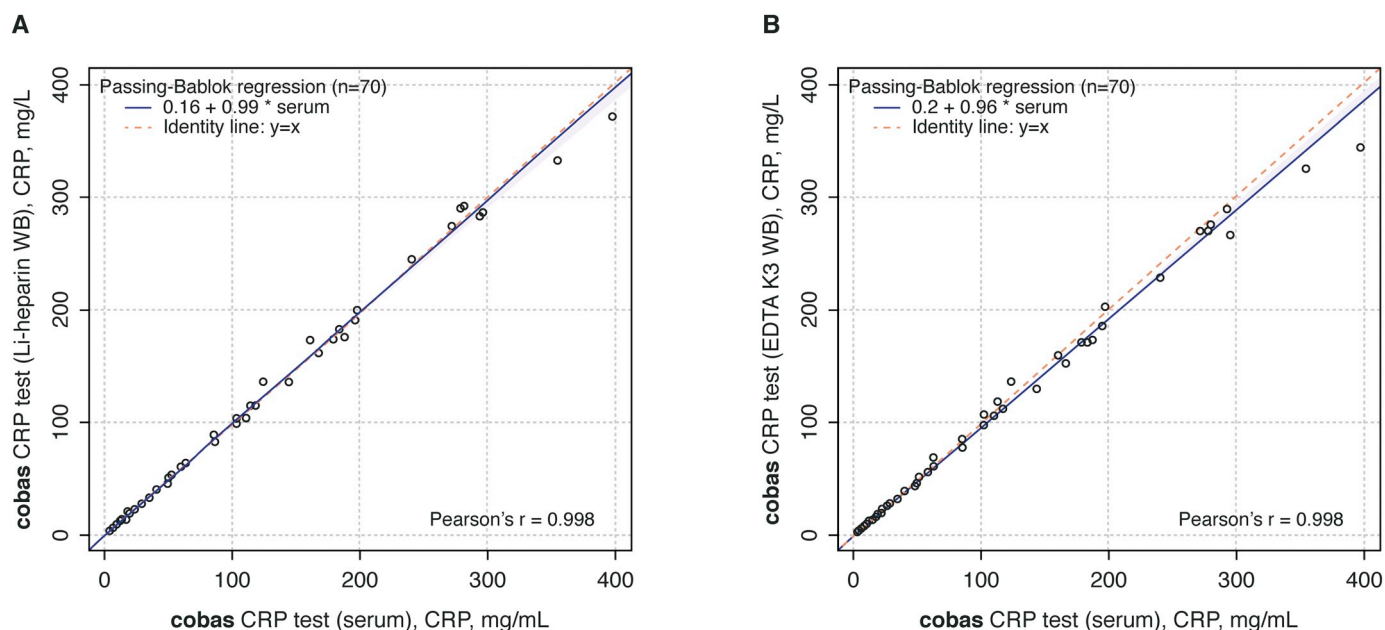 A
cobas CRP test (Li-heparin WB), CRP, mg/L
400
300
200
100
0
Passing-Bablok regression (n=70)
0.16 + 0.99 * serum
Identity line: y=x
Pearson's r = 0.998
0 100 200 300 400
cobas CRP test (serum), CRP, mg/mL
B
cobas CRP test (EDTA K3 WB), CRP, mg/L
400
300
200
100
0
Passing-Bablok regression (n=70)
0.2 + 0.96 * serum
Identity line: y=x
Pearson's r = 0.998
0 100 200 300 400
cobas CRP test (serum), CRP, mg/mL